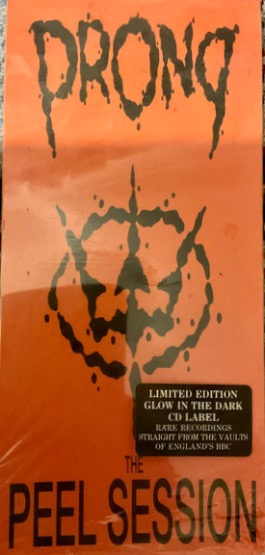 PRONG
LIMITED EDITION
GLOW IN THE DARK
CD LABEL
RARE RECORDINGS
STRAIGHT FROM THE VAULTS
OF ENGLAND'S BBC
THE
PEEL SESSION